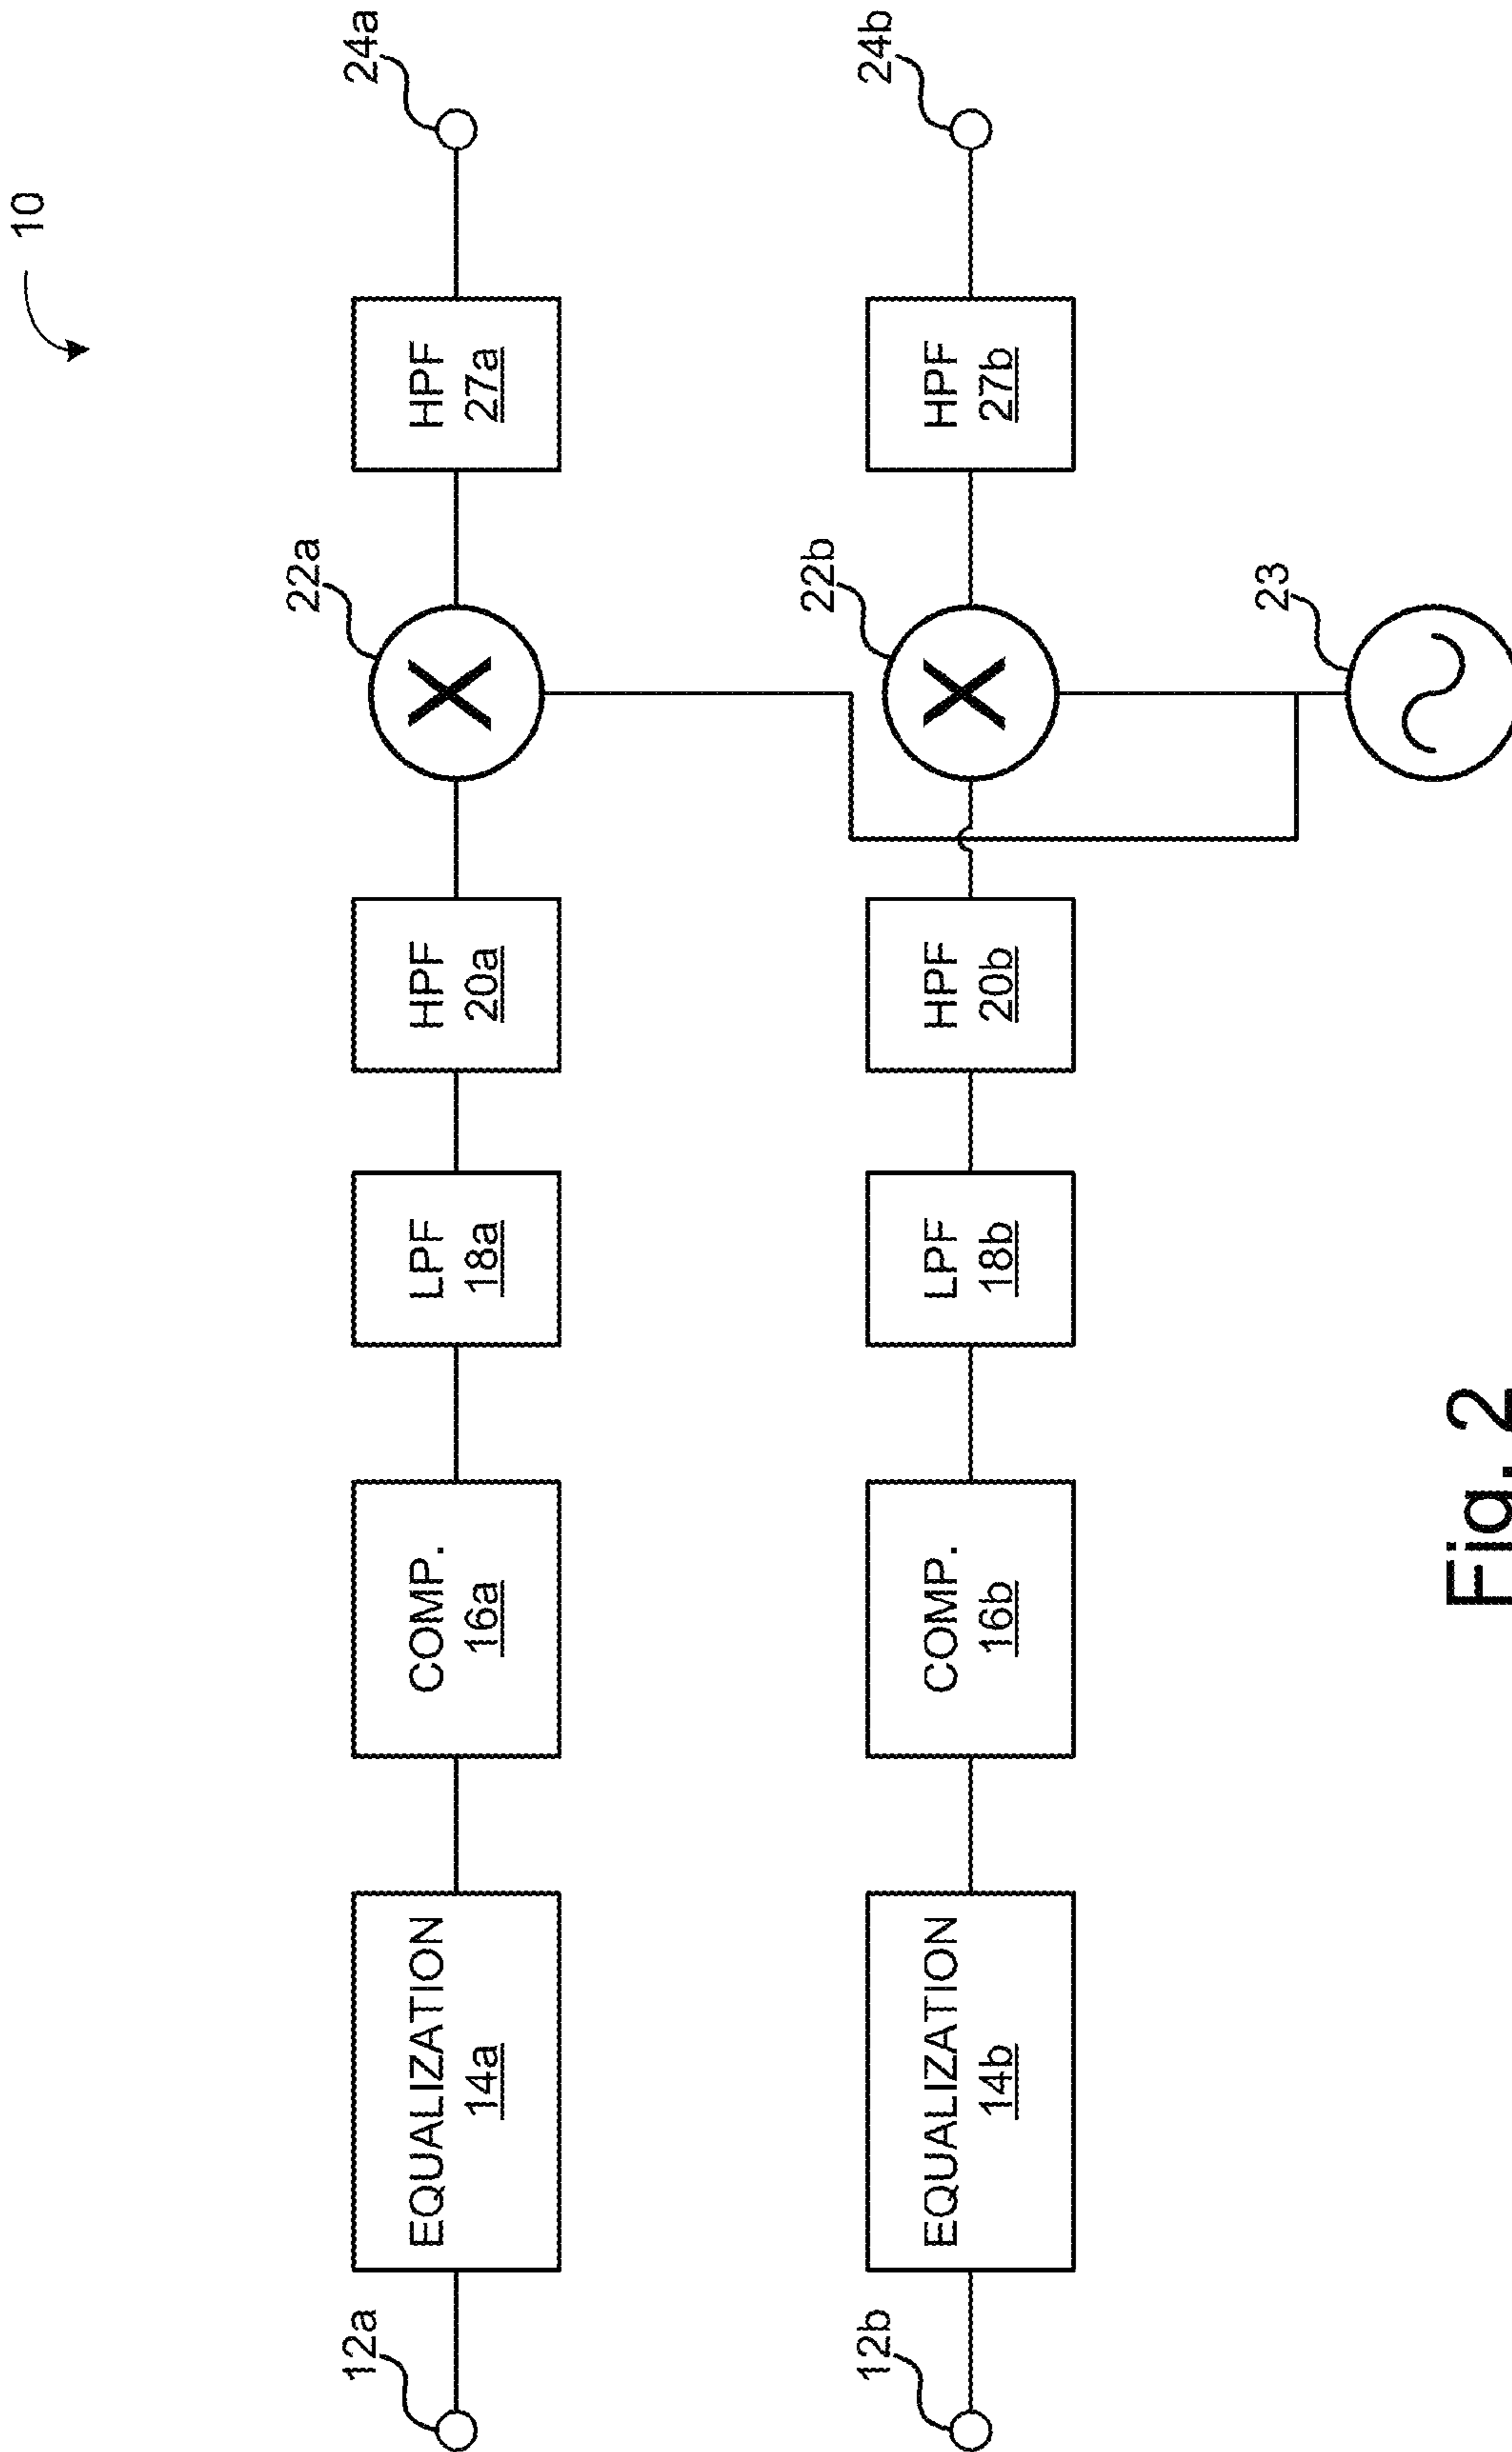 10
12a
EQUALIZATION
14a
COMP.
16a
LPF
18a
HPF
20a
22a
X
HPF
27a
24a
12b
EQUALIZATION
14b
COMP.
16b
LPF
18b
HPF
20b
22b
X
HPF
27b
24b
23
Fig. 2